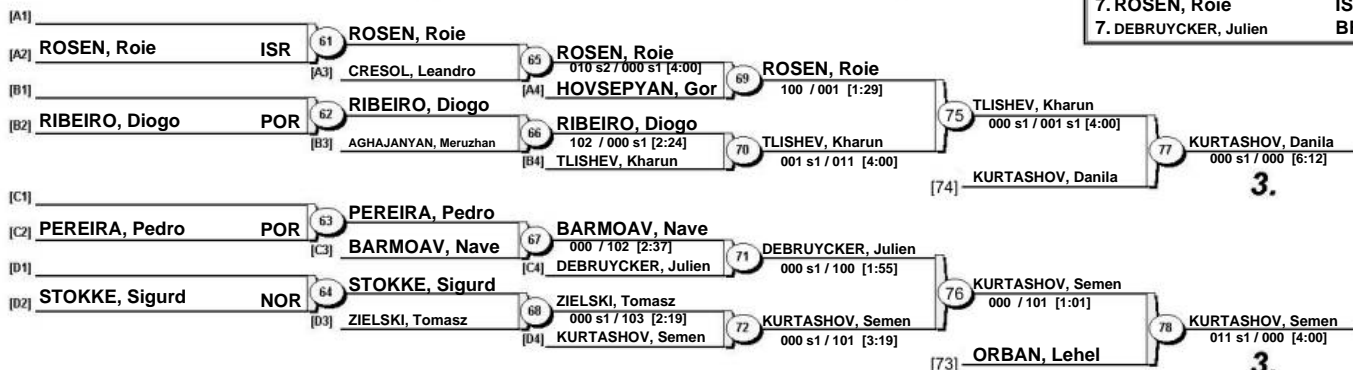 7. ROSEN, Roie IS
7. DEBRUYCKER, Julien
[A1]
[A2] ROSEN, Roie ISR
61
ROSEN, Roie
[A3] CRESOL, Leandro
65
ROSEN, Roie
010 s2 / 000 s1 [4:00]
[A4] HOVSEPYAN, Gor
69
ROSEN, Roie
100 / 001 [1:29]
[B1]
[B2] RIBEIRO, Diogo POR
62
RIBEIRO, Diogo
[B3] AGHAJANYAN, Meruzhan
66
RIBEIRO, Diogo
102 / 000 s1 [2:24]
[B4] TLISHEV, Kharun
70
TLISHEV, Kharun
001 s1 / 011 [4:00]
75
TLISHEV, Kharun
000 s1 / 001 s1 [4:00]
[74] KURTASHOV, Danila
77
KURTASHOV, Danila
000 s1 / 000 [6:12]
3.
[C1]
[C2] PEREIRA, Pedro POR
63
PEREIRA, Pedro
[C3] BARMOAV, Nave
67
BARMOAV, Nave
000 / 102 [2:37]
[C4] DEBRUYCKER, Julien
71
DEBRUYCKER, Julien
000 s1 / 100 [1:55]
[D1]
[D2] STOKKE, Sigurd NOR
64
STOKKE, Sigurd
[D3] ZIELSKI, Tomasz
68
ZIELSKI, Tomasz
000 s1 / 103 [2:19]
[D4] KURTASHOV, Semen
72
KURTASHOV, Semen
000 s1 / 101 [3:19]
76
KURTASHOV, Semen
000 / 101 [1:01]
[73] ORBAN, Lehel
78
KURTASHOV, Semen
011 s1 / 000 [4:00]
3.